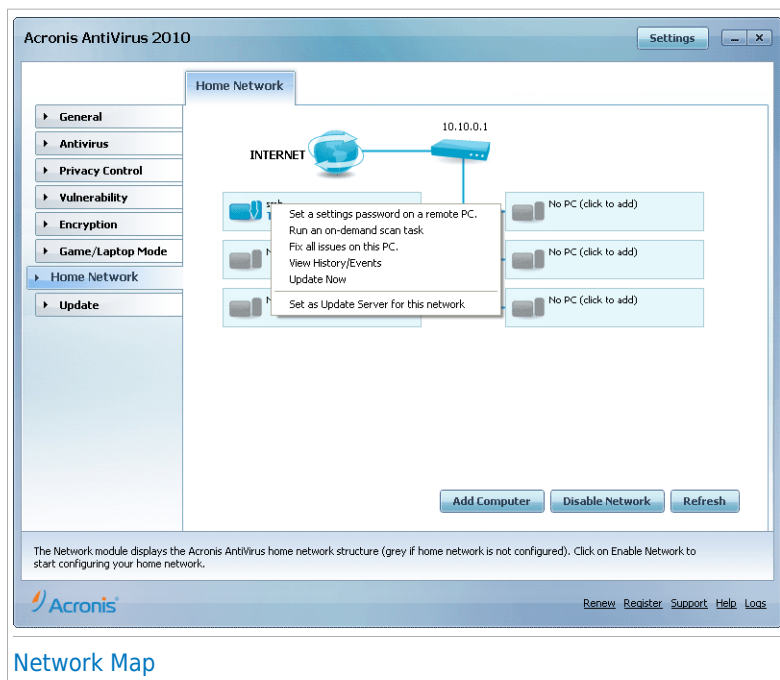 Acronis AntiVirus 2010
Settings
Home Network
General
Antivirus
Privacy Control
Vulnerability
Encryption
Game/Laptop Mode
Home Network
Update
10.10.0.1
INTERNET
No PC (click to add)
Set a settings password on a remote PC.
Run an on-demand scan task
Fix all issues on this PC.
View History/Events
Update Now
Set as Update Server for this network
No PC (click to add)
No PC (click to add)
Add Computer
Disable Network
Refresh
The Network module displays the Acronis AntiVirus home network structure (grey if home network is not configured). Click on Enable Network to
start configuring your home network.
Acronis
Renew Register Support Help Logs
Network Map